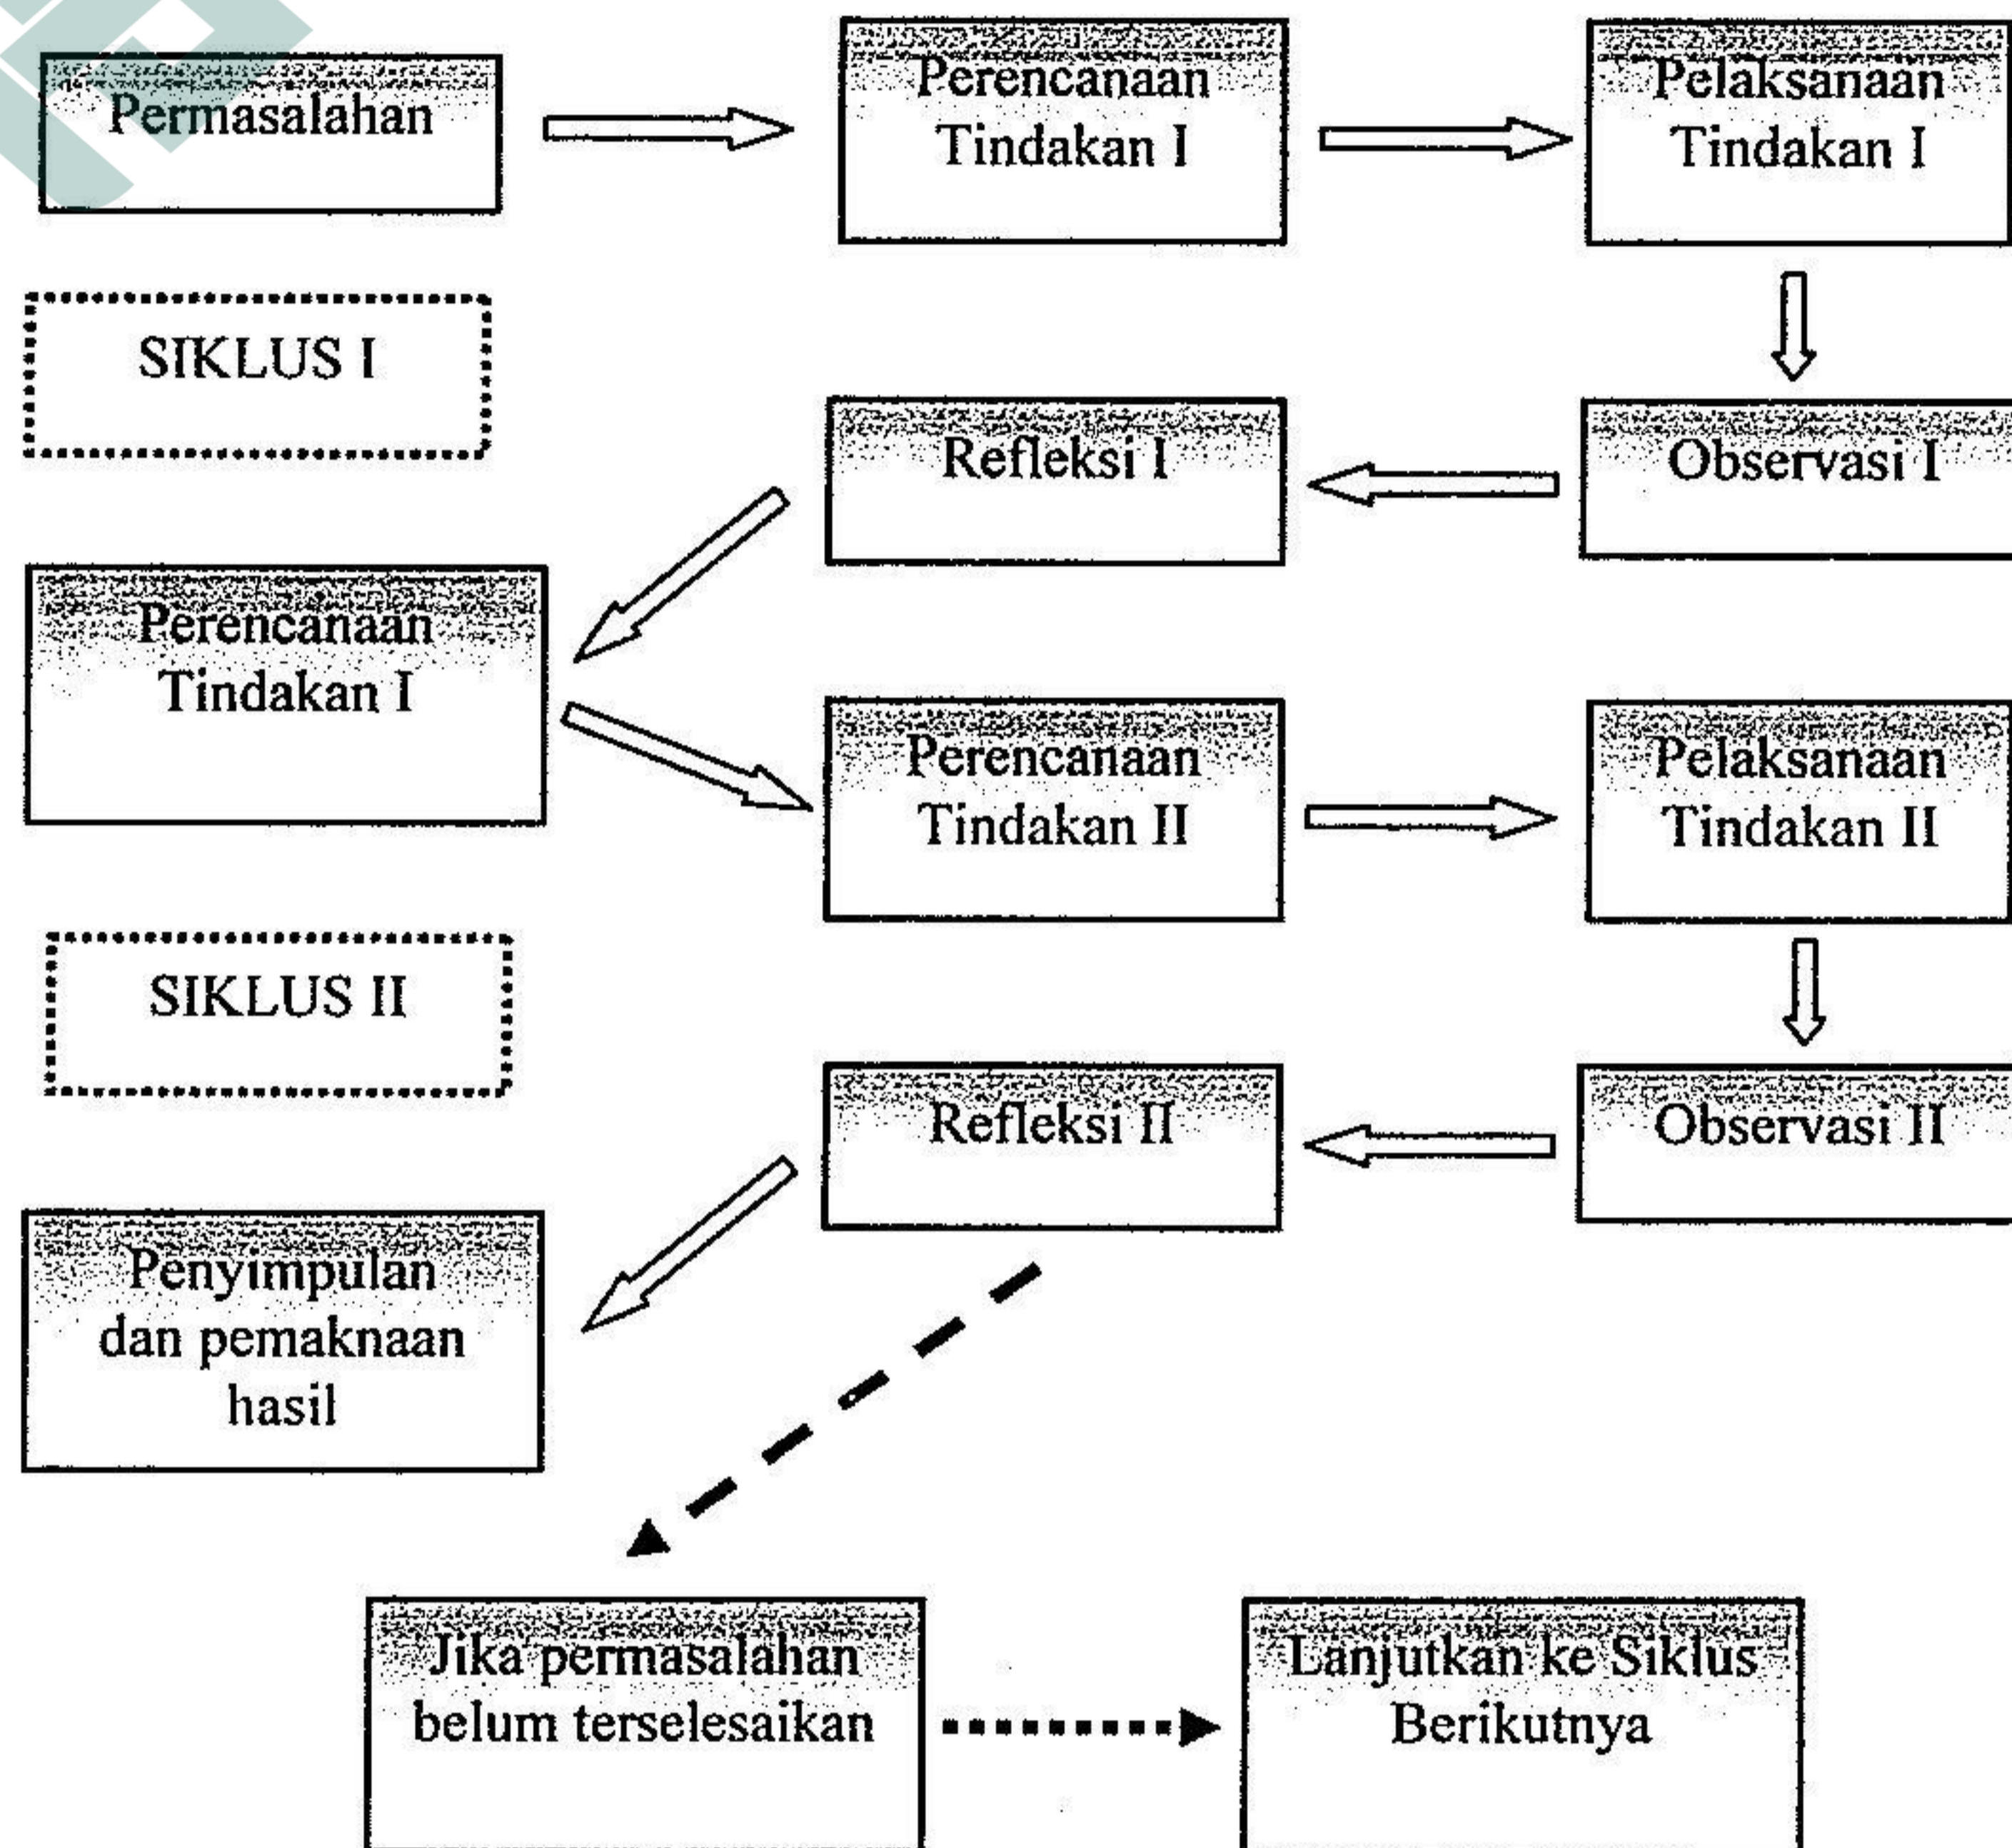 Permasalahan
Perencanaan
Tindakan I
Pelaksanaan
Tindakan I
SIKLUS I
Refleksi I
Observasi I
Perencanaan
Tindakan I
Perencanaan
Tindakan II
Pelaksanaan
Tindakan II
SIKLUS II
Refleksi II
Observasi II
Penyimpulan
dan pemaknaan
hasil
Jika permasalahan
belum terselesaikan
Lanjutkan ke Siklus
Berikutnya